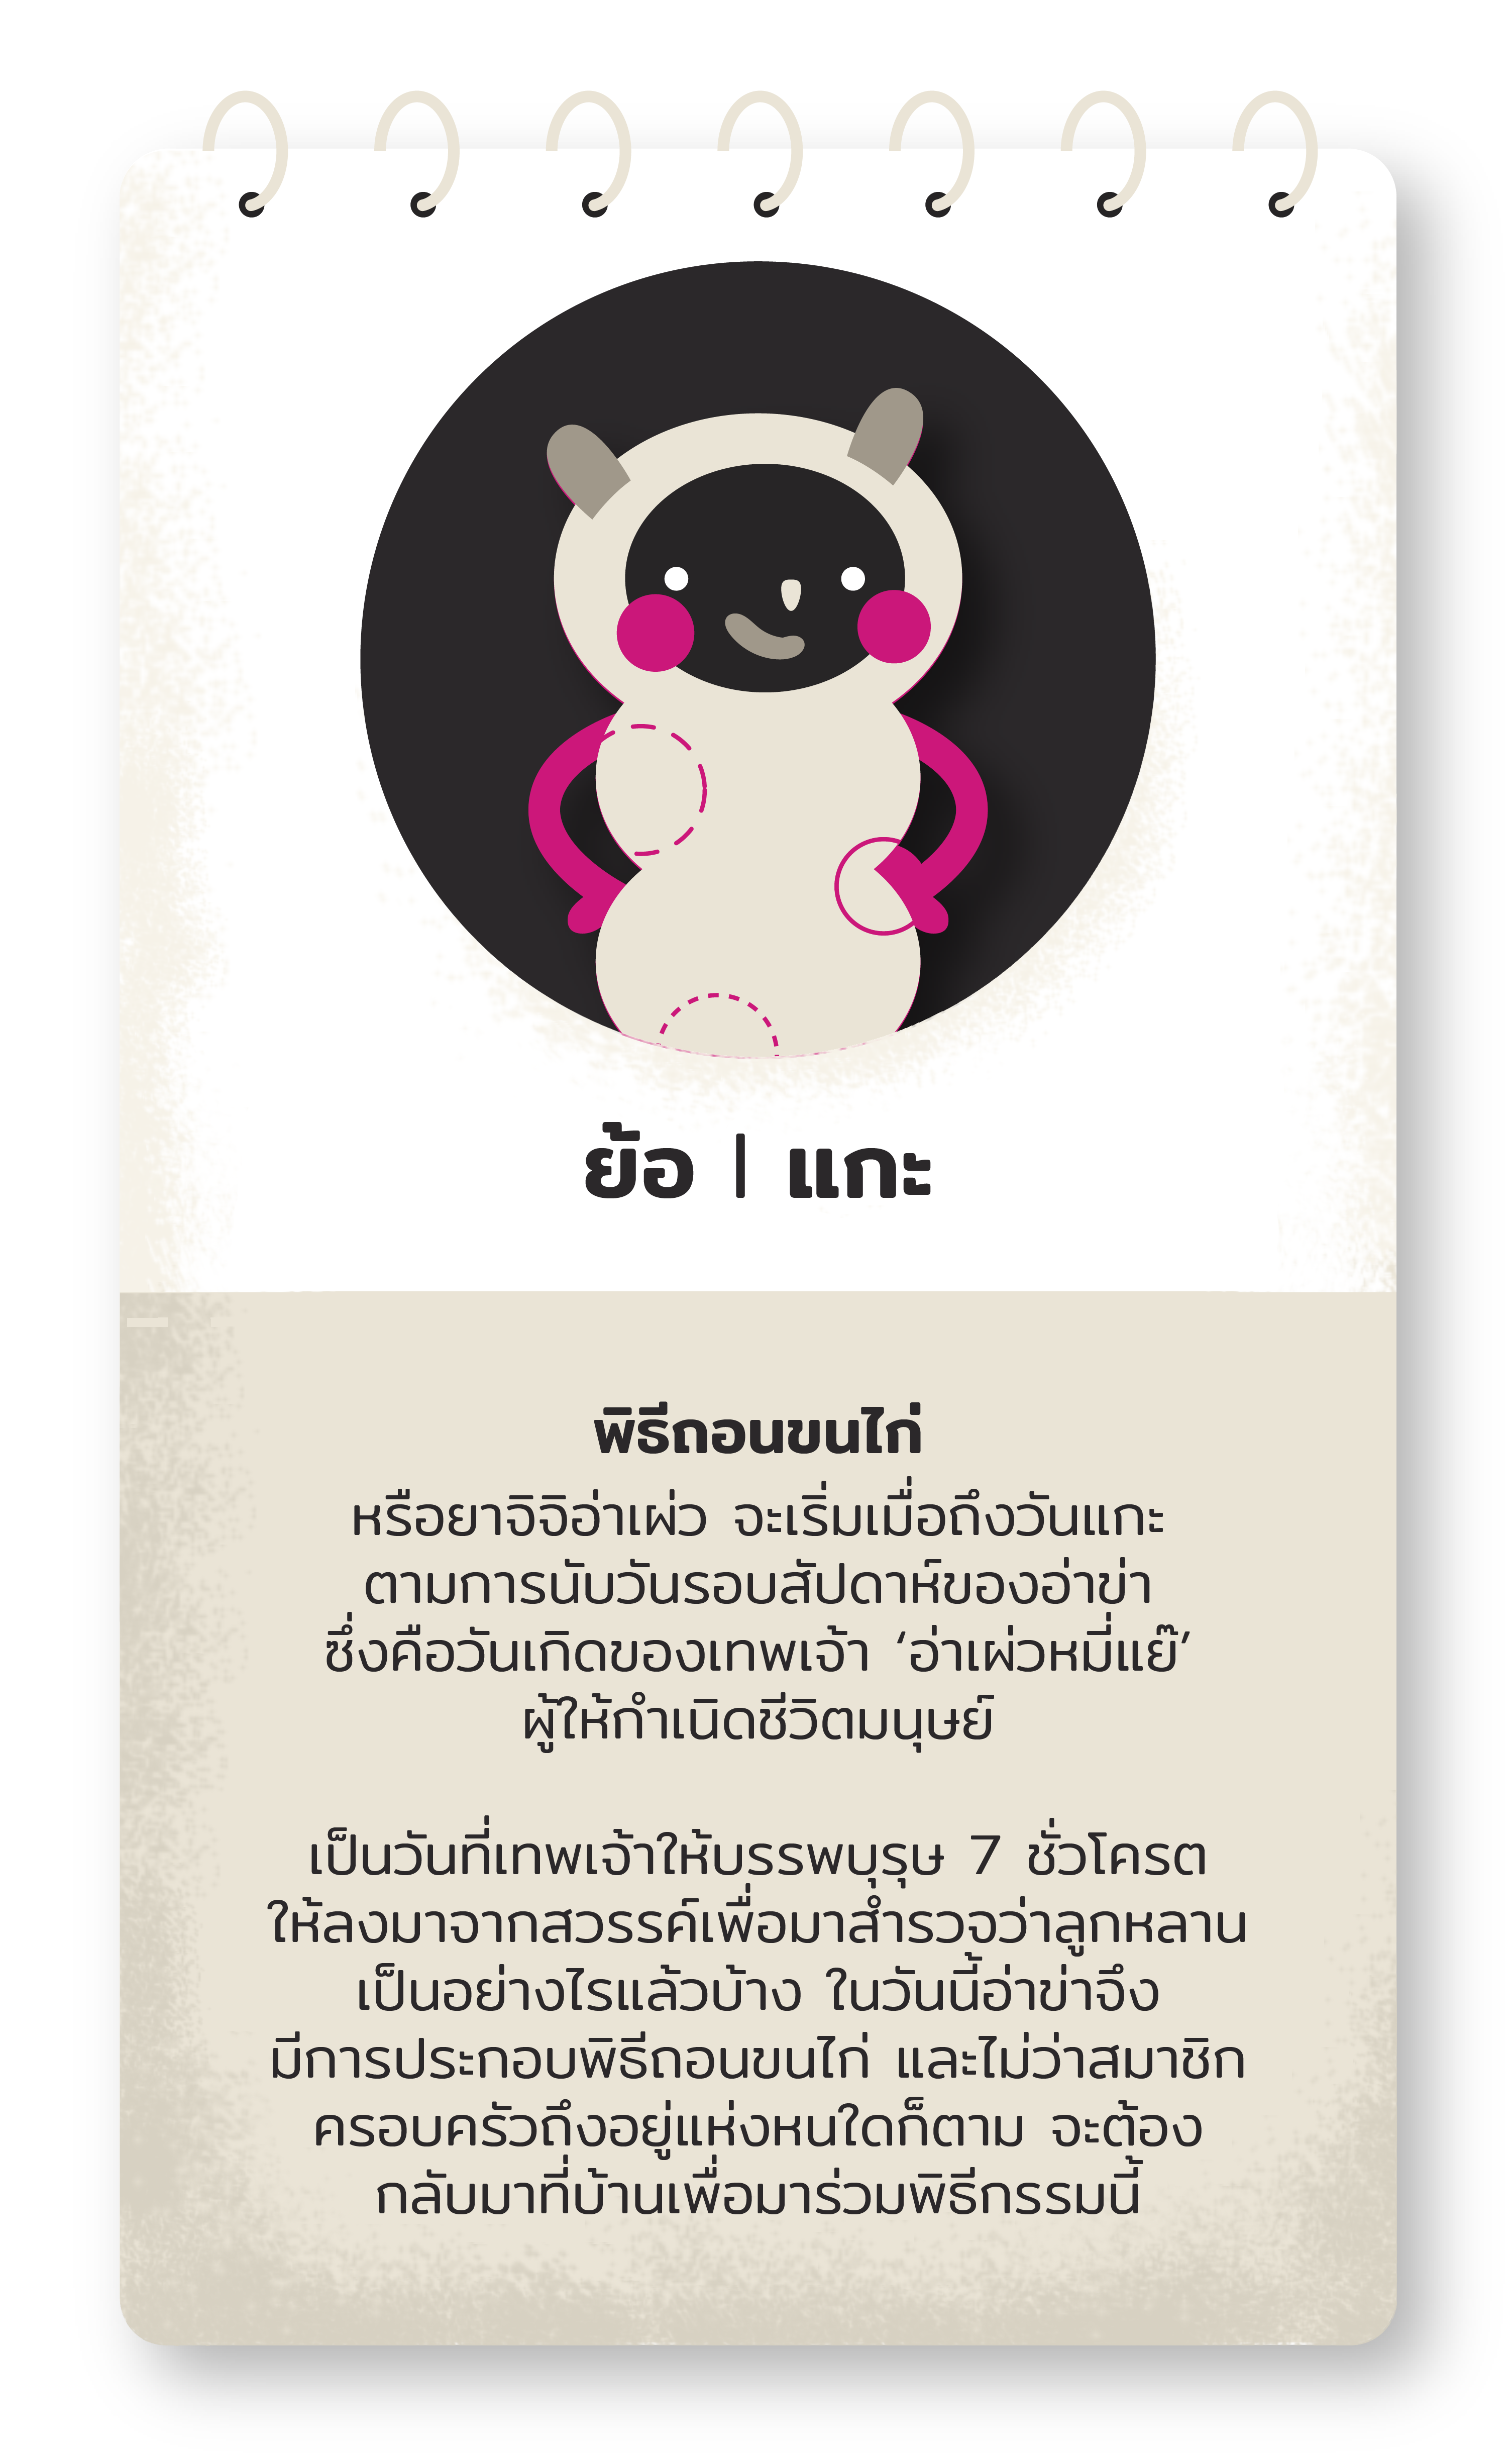 ย้อ | แกะ
พิธีถอนขนไก่
หรือยาจิจิอ่าเผ่ว จะเริ่มเมื่อถึงวันแกะ
ตามการนับวันรอบสัปดาห์ของอ่าข่า
ซึ่งคือวันเกิดของเทพเจ้า ‘อ่าเผ่วหมี่แย๊’
ผู้ให้กำเนิดชีวิตมนุษย์
เป็นวันที่เทพเจ้าให้บรรพบุรุษ 7 ชั่วโครต
ให้ลงมาจากสวรรค์เพื่อมาสำรวจว่าลูกหลาน
เป็นอย่างไรแล้วบ้าง ในวันนี้อ่าข่าจึง
มีการประกอบพิธีถอนขนไก่ และไม่ว่าสมาชิก
ครอบครัวถึงอยู่แห่งหนใดก็ตาม จะต้อง
กลับมาที่บ้านเพื่อมาร่วมพิธีกรรมนี้